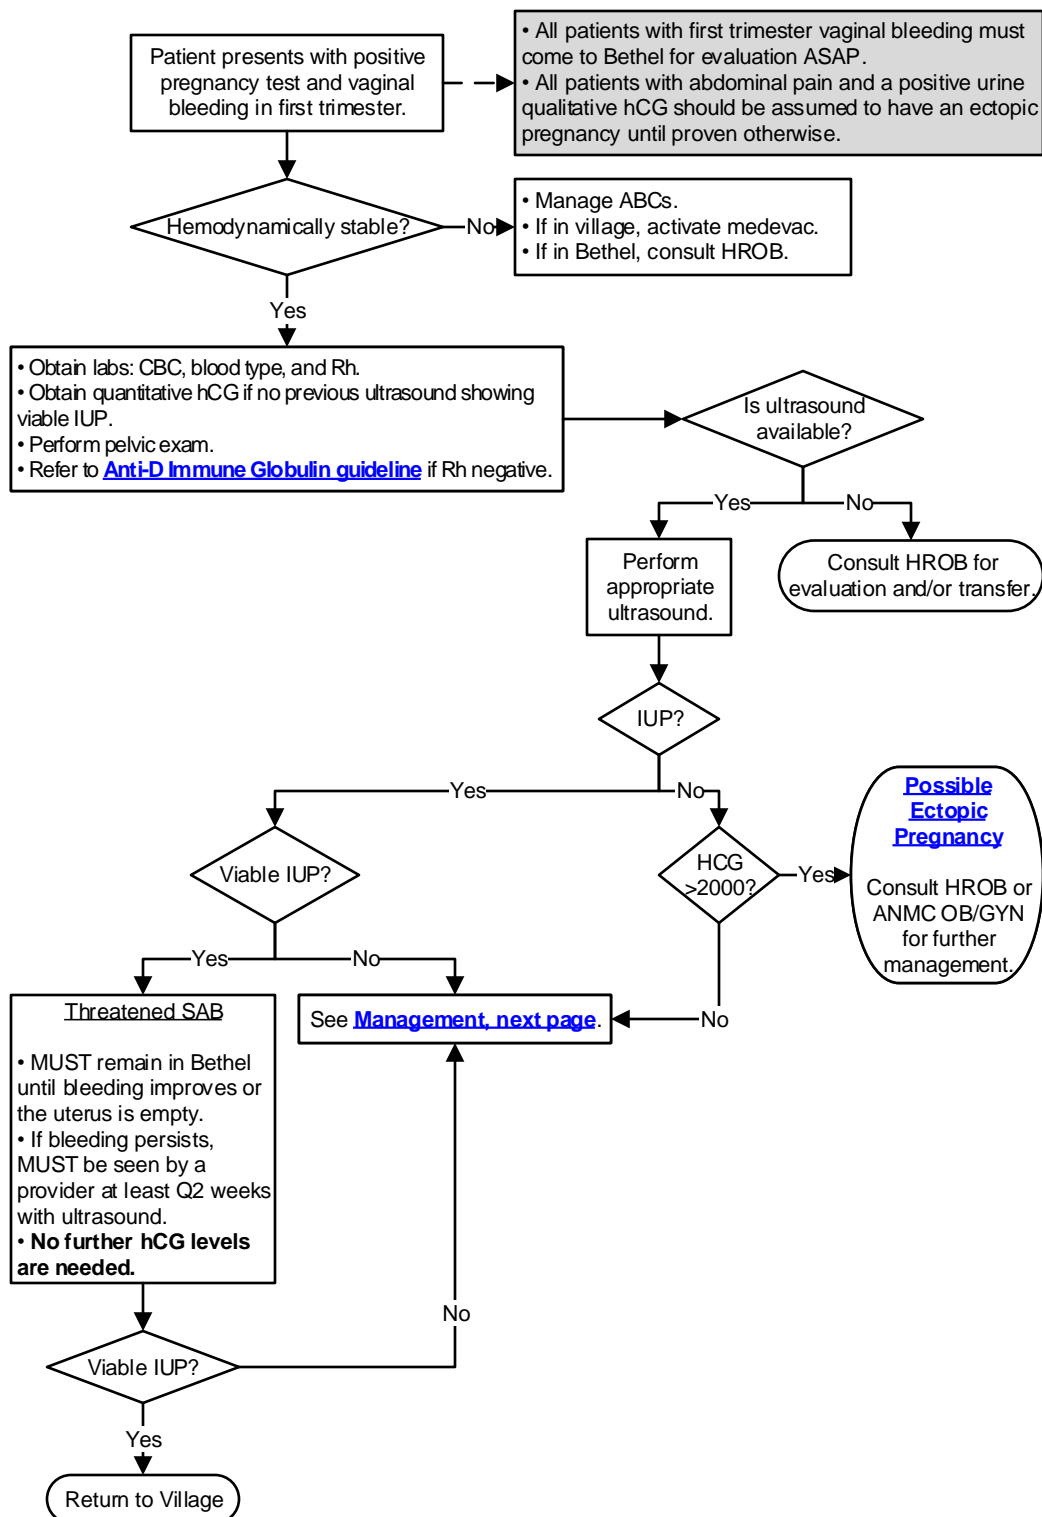 Patient presents with positive
pregnancy test and vaginal
bleeding in first trimester.
• All patients with first trimester vaginal bleeding must
come to Bethel for evaluation ASAP.
• All patients with abdominal pain and a positive urine
qualitative hCG should be assumed to have an ectopic
pregnancy until proven otherwise.
Hemodynamically stable?
No
• Manage ABCs.
• If in village, activate medevac.
• If in Bethel, consult HROB.
Yes
• Obtain labs: CBC, blood type, and Rh.
• Obtain quantitative hCG if no previous ultrasound showing
viable IUP.
• Perform pelvic exam.
• Refer to Anti-D Immune Globulin guideline if Rh negative.
Is ultrasound
available?
Yes
No
Perform
appropriate
ultrasound.
Consult HROB for
evaluation and/or transfer.
IUP?
Yes
No
Viable IUP?
HCG
>2000?
Yes
Possible
Ectopic
Pregnancy
Consult HROB or
ANMC OB/GYN
for further
management.
Yes
No
No
Threatened SAB
• MUST remain in Bethel
until bleeding improves or
the uterus is empty.
• If bleeding persists,
MUST be seen by a
provider at least Q2 weeks
with ultrasound.
• No further hCG levels
are needed.
See Management, next page.
No
Viable IUP?
Yes
Return to Village